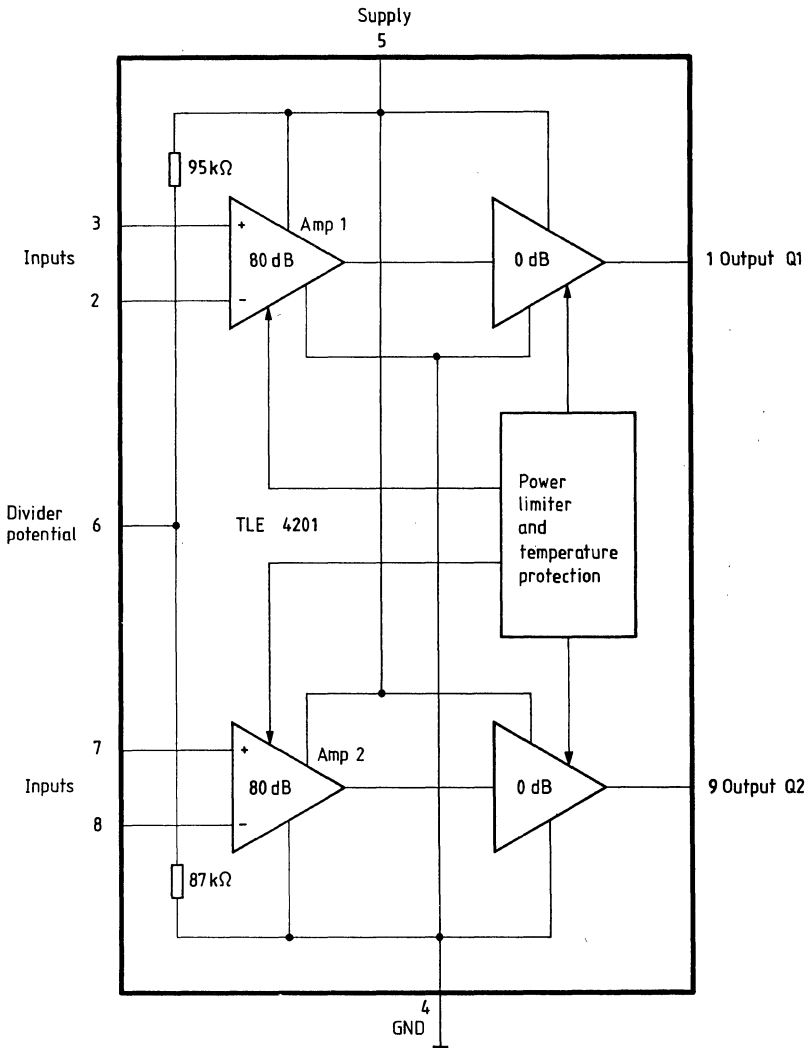 Supply
5
95kΩ
3
+
Amp 1
Inputs
80 dB
0 dB
1 Output Q1
2
−
Power
limiter
and
temperature
protection
Divider
potential
6
TLE 4201
7
+
Amp 2
Inputs
80 dB
0 dB
9 Output Q2
8
−
87kΩ
4
GND